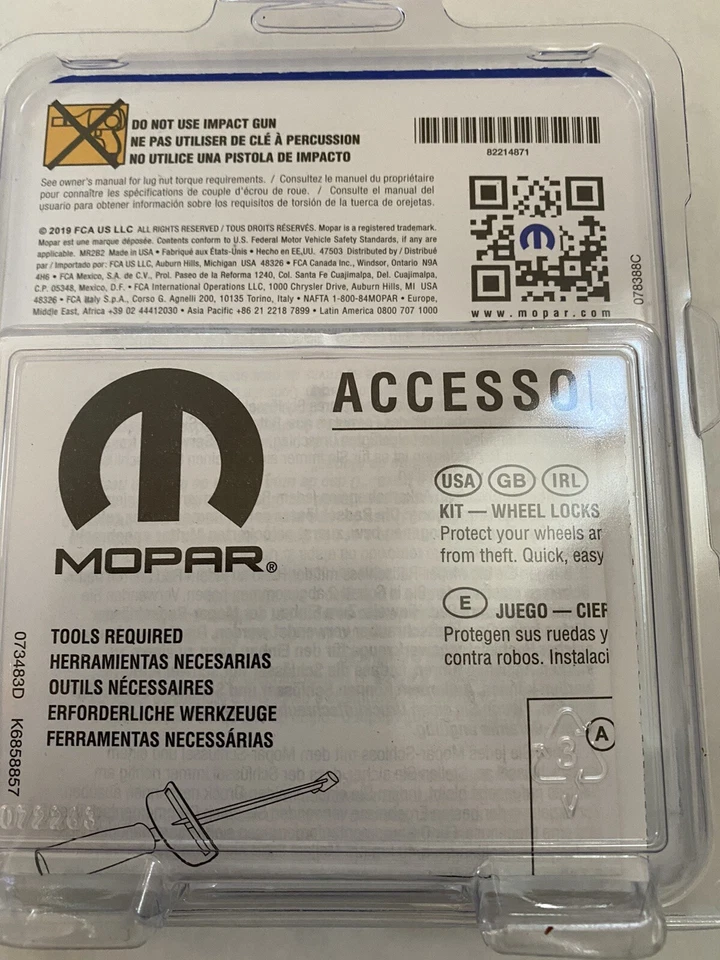 DO NOT USE IMPACT GUN
NE PAS UTILISER DE CLÉ À PERCUSSION
NO UTILICE UNA PISTOLA DE IMPACTO
82214871
See owner's manual for lug nut torque requirements. / Consultez le manuel du propriétaire
pour connaître les spécifications de couple d'écrou de roue. / Consulte el manual del
usuario para obtener información sobre los requisitos de torsión de la tuerca de orejetas.
© 2019 FCA US LLC ALL RIGHTS RESERVED / TOUS DROITS RÉSERVÉS. Mopar is a registered trademark.
Mopar est une marque déposée. Contents conform to U.S. Federal Motor Vehicle Safety Standards, if any are
applicable. MR2B2 Made in USA • Fabriqué aux États-Unis • Hecho en EE,UU. 47503 Distributed by / Distribué
par / Importado por: FCA US LLC, Auburn Hills, Michigan USA 48326 • FCA Canada Inc., Windsor, Ontario N9A
4H6 • FCA Mexico, S.A. de C.V., Prol. Paseo de la Reforma 1240, Col. Santa Fe Cuajimalpa, Del. Cuajimalpa,
C.P. 05348, Mexico, D.F. • FCA International Operations LLC, 1000 Chrysler Drive, Auburn Hills, MI USA
48326 • FCA Italy S.p.A., Corso G. Agnelli 200, 10135 Torino, Italy • NAFTA 1-800-84MOPAR • Europe,
Middle East, Africa +39 02 44412030 • Asia Pacific +86 21 2218 7899 • Latin America 0800 707 1000
www.mopar.com
078388C
ACCESSO
MOPAR®
USA GB IRL
KIT — WHEEL LOCKS
Protect your wheels ar
from theft. Quick, easy
E JUEGO — CIER
Protegen sus ruedas y
contra robos. Instalaci
TOOLS REQUIRED
HERRAMIENTAS NECESARIAS
OUTILS NÉCESSAIRES
ERFORDERLICHE WERKZEUGE
FERRAMENTAS NECESSÁRIAS
073483D K6858857
A
3
V